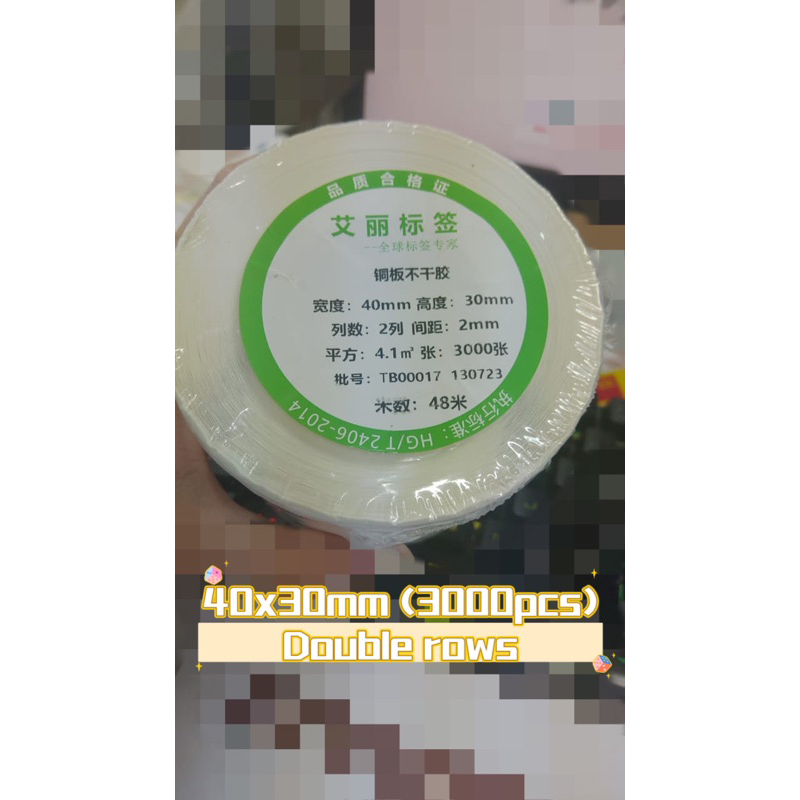 品质合格证
艾丽标签
--全球标签专家
铜板不干胶
宽度：40mm 高度：30mm
列数：2列 间距：2mm
平方：4.1㎡ 张：3000张
批号：TB00017 130723
米数：48米
执行标准：HG/T 2406-2014
40x30mm (3000pcs)
Double rows